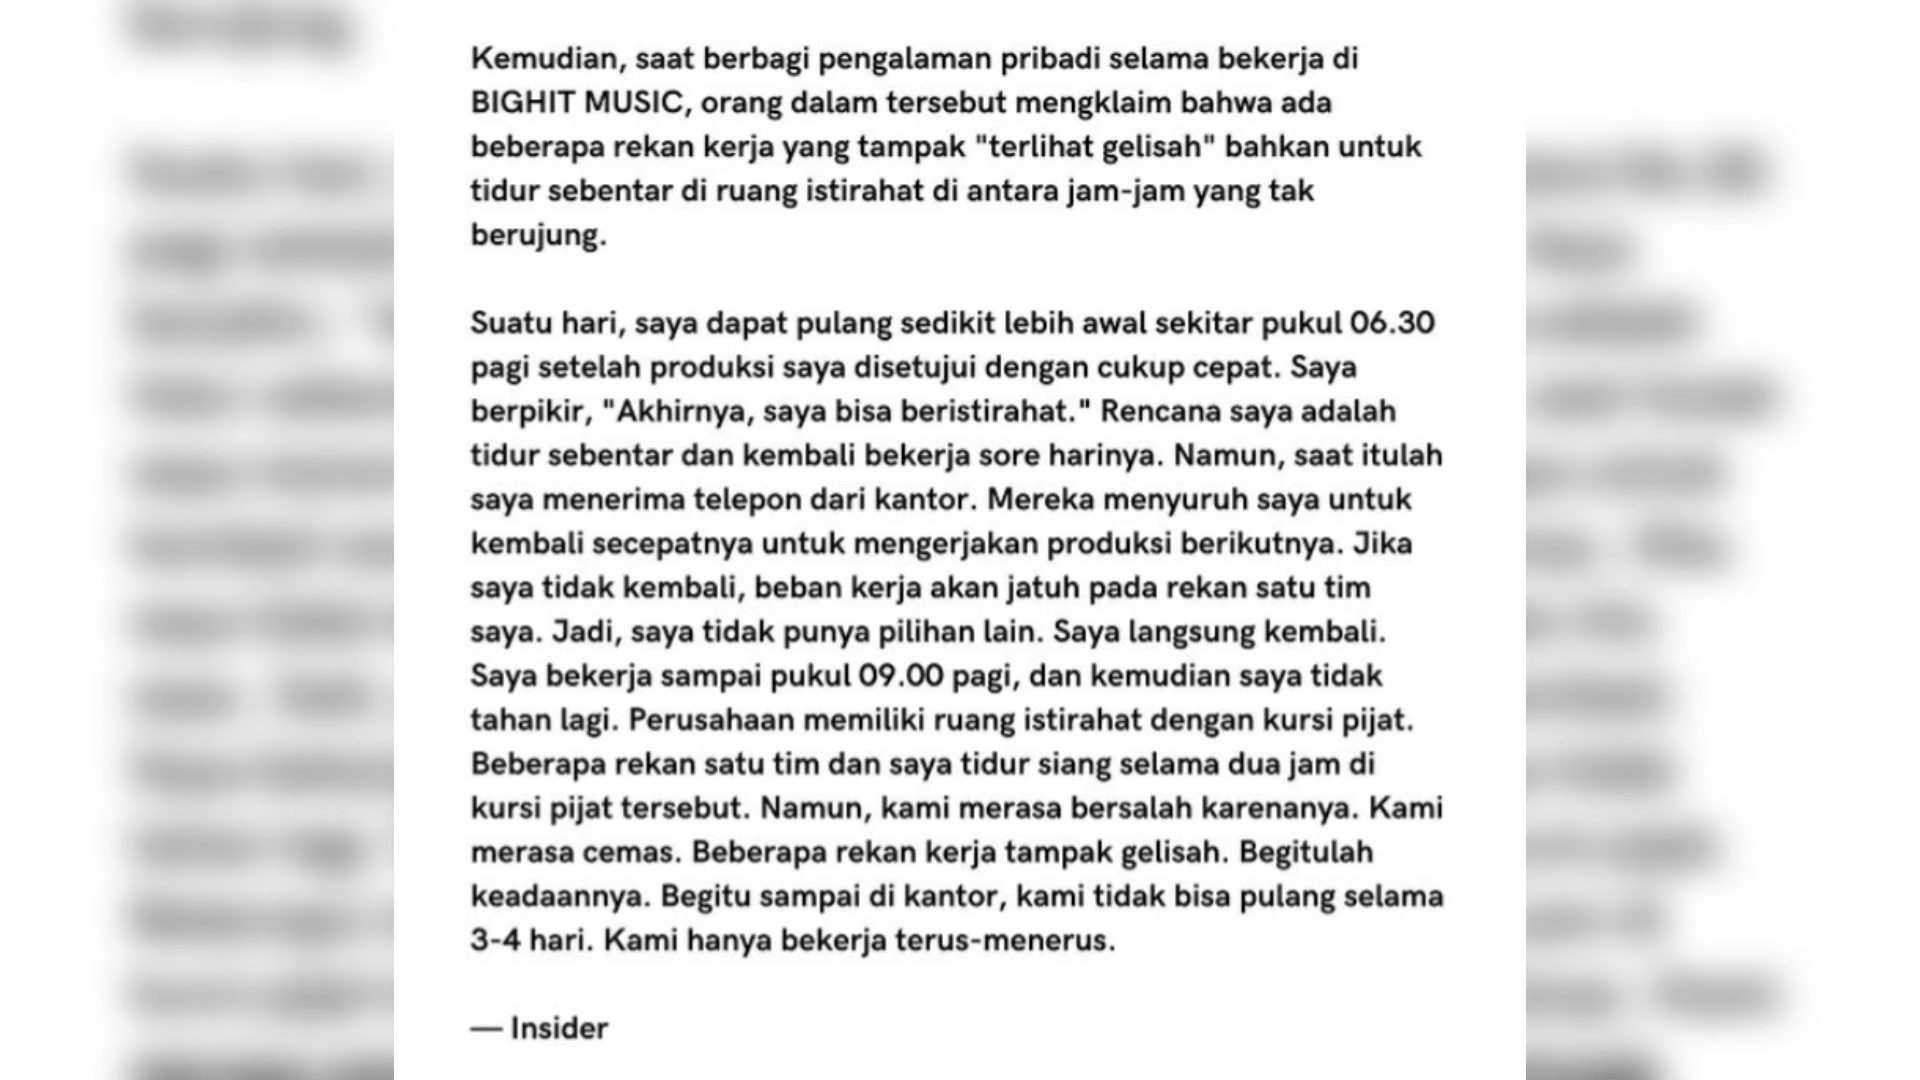 Kemudian, saat berbagi pengalaman pribadi selama bekerja di
BIGHIT MUSIC, orang dalam tersebut mengklaim bahwa ada
beberapa rekan kerja yang tampak "terlihat gelisah" bahkan untuk
tidur sebentar di ruang istirahat di antara jam-jam yang tak
berujung.
Suatu hari, saya dapat pulang sedikit lebih awal sekitar pukul 06.30
pagi setelah produksi saya disetujui dengan cukup cepat. Saya
berpikir, "Akhirnya, saya bisa beristirahat." Rencana saya adalah
tidur sebentar dan kembali bekerja sore harinya. Namun, saat itulah
saya menerima telepon dari kantor. Mereka menyuruh saya untuk
kembali secepatnya untuk mengerjakan produksi berikutnya. Jika
saya tidak kembali, beban kerja akan jatuh pada rekan satu tim
saya. Jadi, saya tidak punya pilihan lain. Saya langsung kembali.
Saya bekerja sampai pukul 09.00 pagi, dan kemudian saya tidak
tahan lagi. Perusahaan memiliki ruang istirahat dengan kursi pijat.
Beberapa rekan satu tim dan saya tidur siang selama dua jam di
kursi pijat tersebut. Namun, kami merasa bersalah karenanya. Kami
merasa cemas. Beberapa rekan kerja tampak gelisah. Begitulah
keadaannya. Begitu sampai di kantor, kami tidak bisa pulang selama
3-4 hari. Kami hanya bekerja terus-menerus.
— Insider